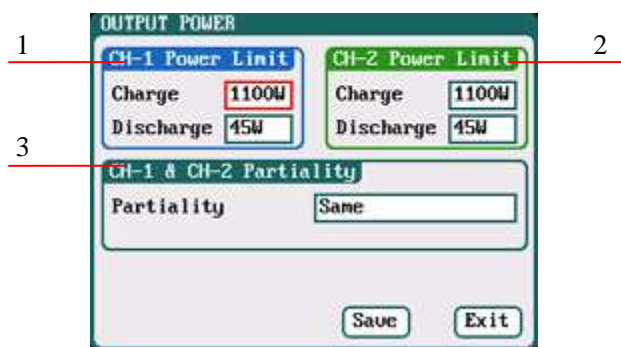 OUTPUT POWER
1
2
CH-1 Power Limit
CH-2 Power Limit
Charge 1100W
Charge 1100W
Discharge 45W
Discharge 45W
3
CH-1 & CH-2 Partiality
Partiality Same
Save Exit